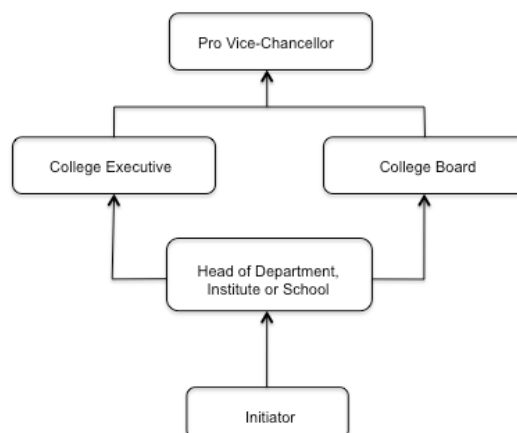 Pro Vice-Chancellor
College Executive
College Board
Head of Department,
Institute or School
Initiator